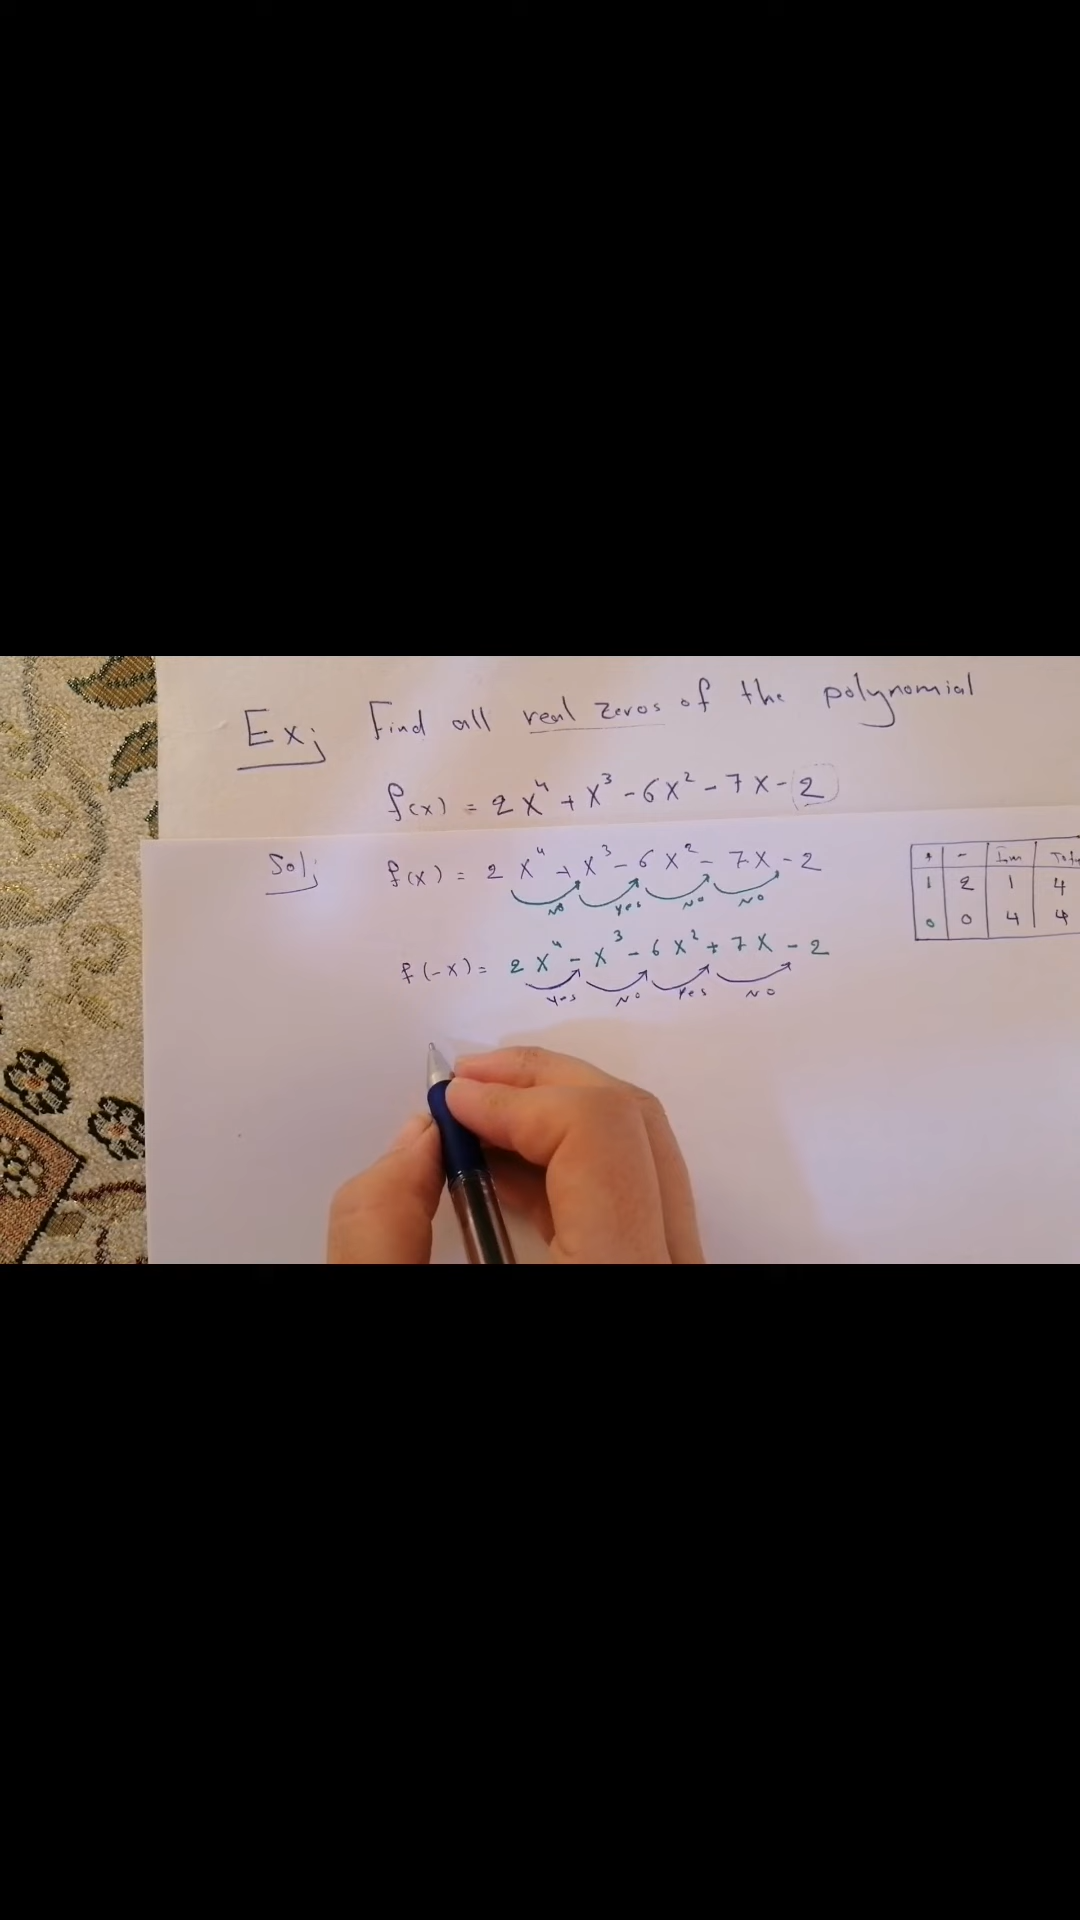 Ex; Find all real zeros of the polynomial
f(x) = 2x⁴ + x³ - 6x² - 7x - 2
Sol; f(x) = 2x⁴ + x³ - 6x² - 7x - 2
No Yes No No
f(-x) = 2x⁴ - x³ - 6x² + 7x - 2
Yes No Yes No
+ - Im
1 2 1 4
0 0 4 4